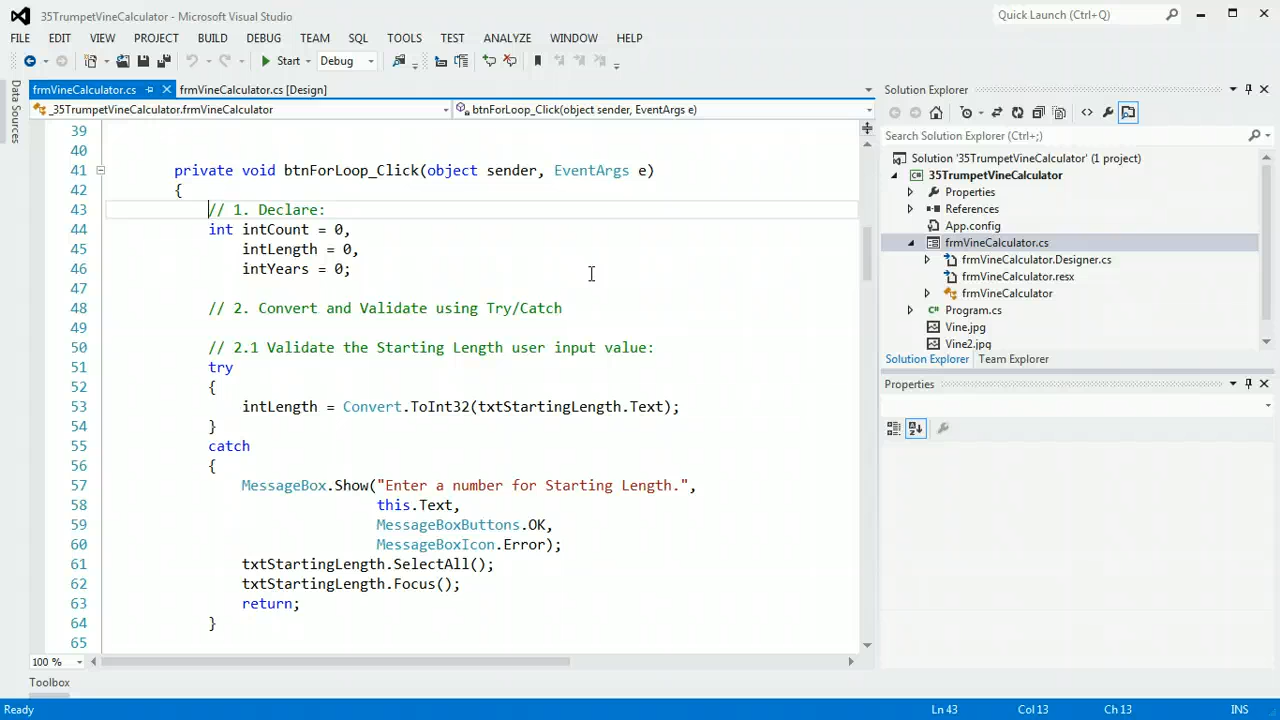 35TrumpetVineCalculator - Microsoft Visual Studio
Quick Launch (Ctrl+Q)
FILE EDIT VIEW PROJECT BUILD DEBUG TEAM SQL TOOLS TEST ANALYZE WINDOW HELP
Start Debug
Data Sources
frmVineCalculator.cs frmVineCalculator.cs [Design]
_35TrumpetVineCalculator.frmVineCalculator btnForLoop_Click(object sender, EventArgs e)
39
40
41 private void btnForLoop_Click(object sender, EventArgs e)
42 {
43 // 1. Declare:
44 int intCount = 0,
45 intLength = 0,
46 intYears = 0;
47
48 // 2. Convert and Validate using Try/Catch
49
50 // 2.1 Validate the Starting Length user input value:
51 try
52 {
53 intLength = Convert.ToInt32(txtStartingLength.Text);
54 }
55 catch
56 {
57 MessageBox.Show("Enter a number for Starting Length.",
58 this.Text,
59 MessageBoxButtons.OK,
60 MessageBoxIcon.Error);
61 txtStartingLength.SelectAll();
62 txtStartingLength.Focus();
63 return;
64 }
65
100 %
Solution Explorer
Search Solution Explorer (Ctrl+;)
Solution '35TrumpetVineCalculator' (1 project)
35TrumpetVineCalculator
Properties
References
App.config
frmVineCalculator.cs
frmVineCalculator.Designer.cs
frmVineCalculator.resx
frmVineCalculator
Program.cs
Vine.jpg
Vine2.jpg
Solution Explorer Team Explorer
Properties
Toolbox
Ready Ln 43 Col 13 Ch 13 INS